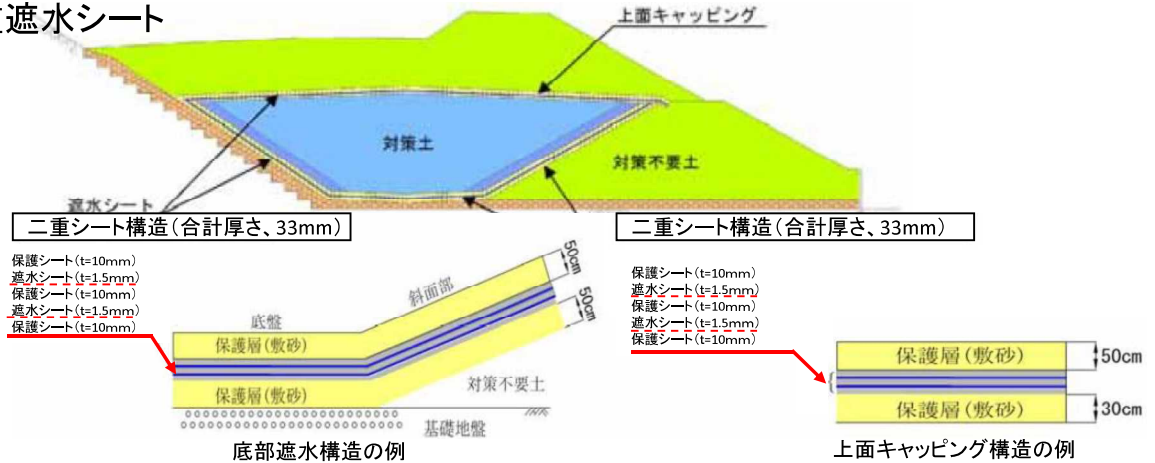 遮水シート
上面キャッピング
対策土
対策不要土
遮水シート
二重シート構造(合計厚さ、33mm)
保護シート(t=10mm)
遮水シート(t=1.5mm)
保護シート(t=10mm)
遮水シート(t=1.5mm)
保護シート(t=10mm)
50cm
50cm
斜面部
底盤
保護層(敷砂)
保護層(敷砂)
対策不要土
基礎地盤
底部遮水構造の例
二重シート構造(合計厚さ、33mm)
保護シート(t=10mm)
遮水シート(t=1.5mm)
保護シート(t=10mm)
遮水シート(t=1.5mm)
保護シート(t=10mm)
保護層(敷砂)
50cm
保護層(敷砂)
30cm
上面キャッピング構造の例